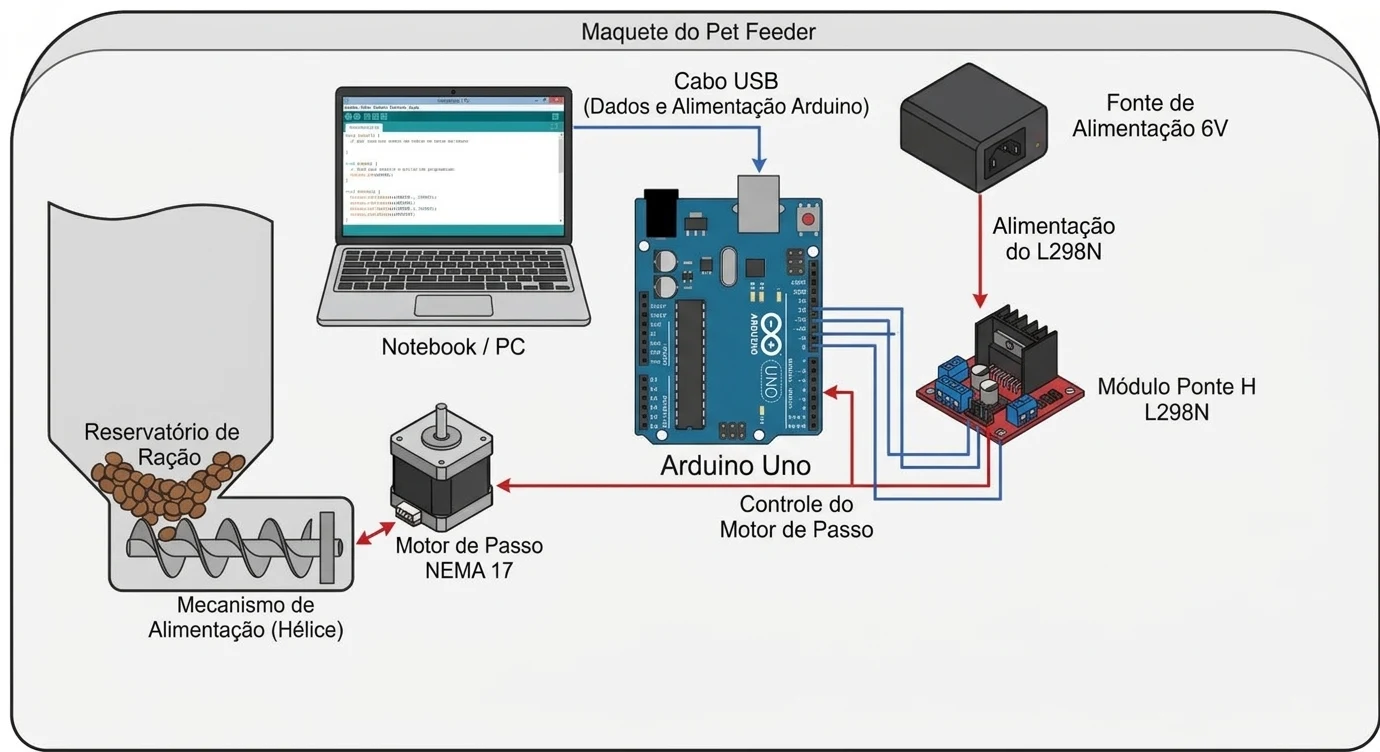 Maquete do Pet Feeder
Cabo USB
(Dados e Alimentação Arduino)
Fonte de
Alimentação 6V
Alimentação
do L298N
Notebook / PC
ARDUINO
UNO
Módulo Ponte H
L298N
Reservatório de
Ração
Arduino Uno
Controle do
Motor de Passo
Motor de Passo
NEMA 17
Mecanismo de
Alimentação (Hélice)